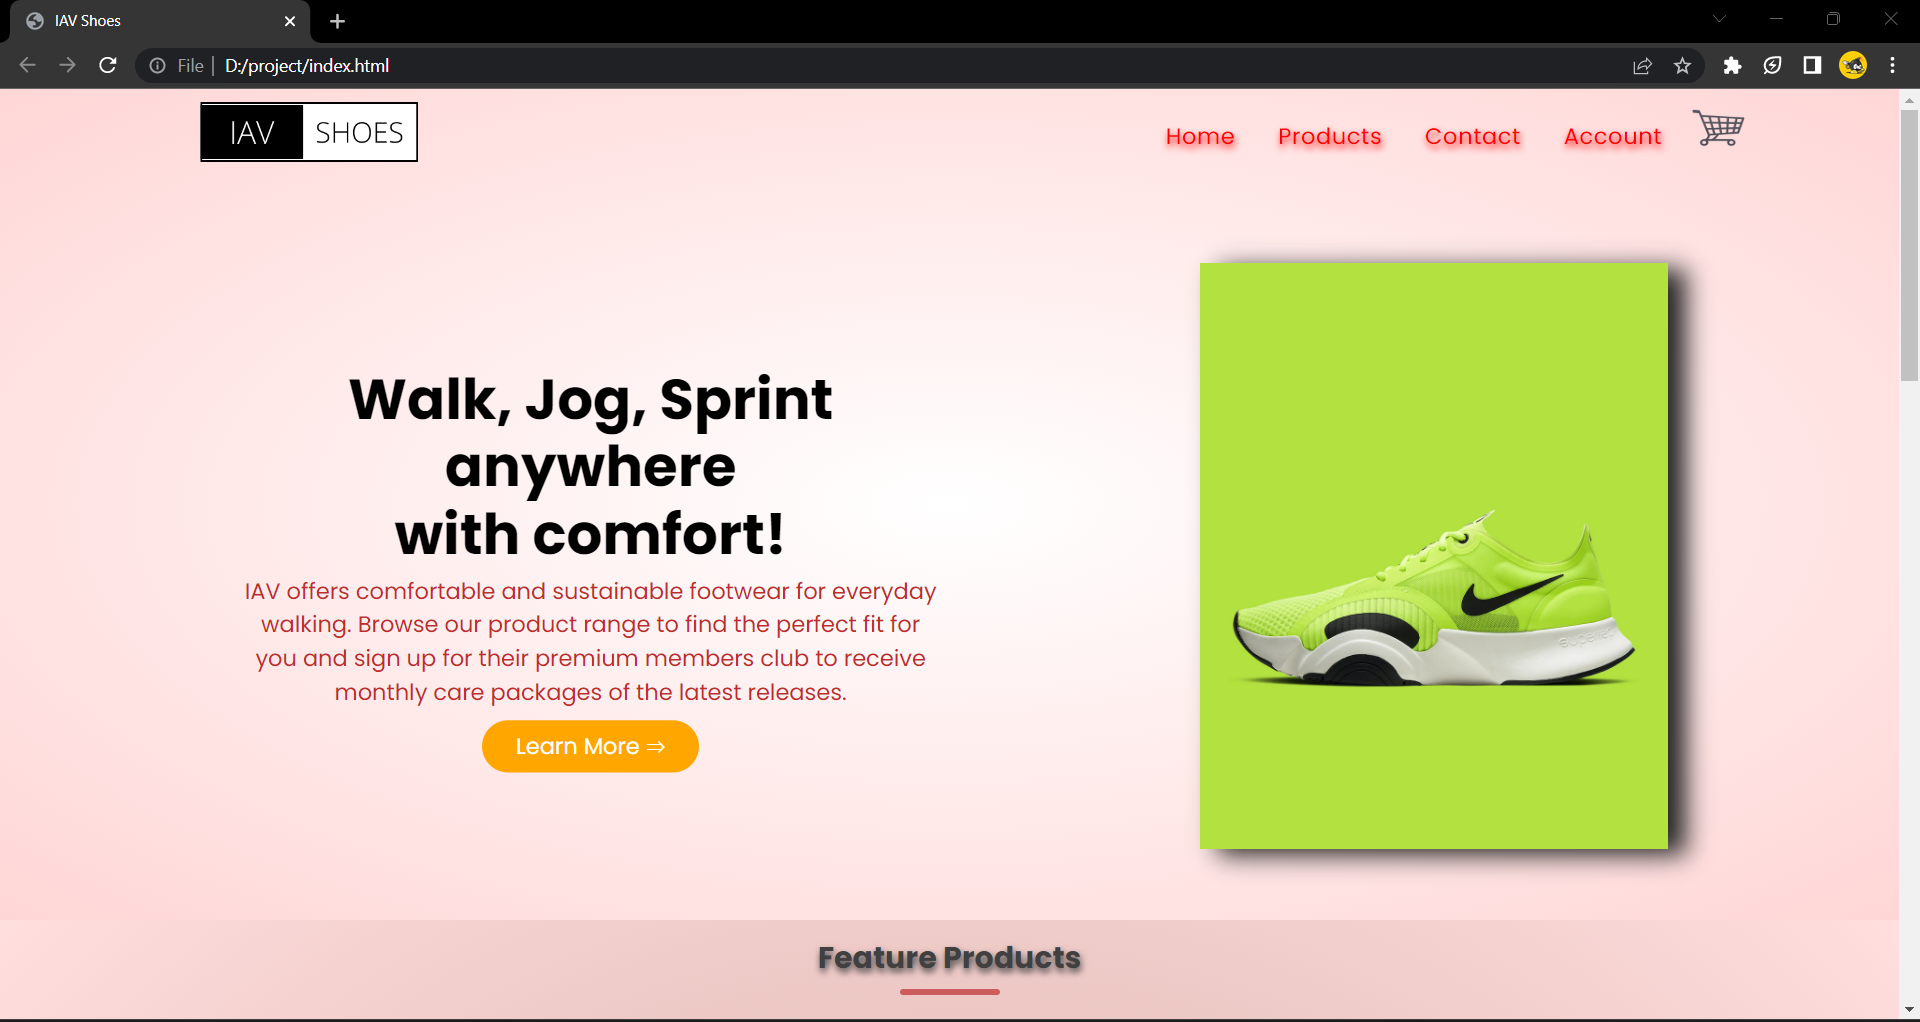 IAV Shoes
File
D:/project/index.html
IAV SHOES
Home Products Contact Account
Walk, Jog, Sprint
anywhere
with comfort!
IAV offers comfortable and sustainable footwear for everyday
walking. Browse our product range to find the perfect fit for
you and sign up for their premium members club to receive
monthly care packages of the latest releases.
Learn More ⇒
Feature Products